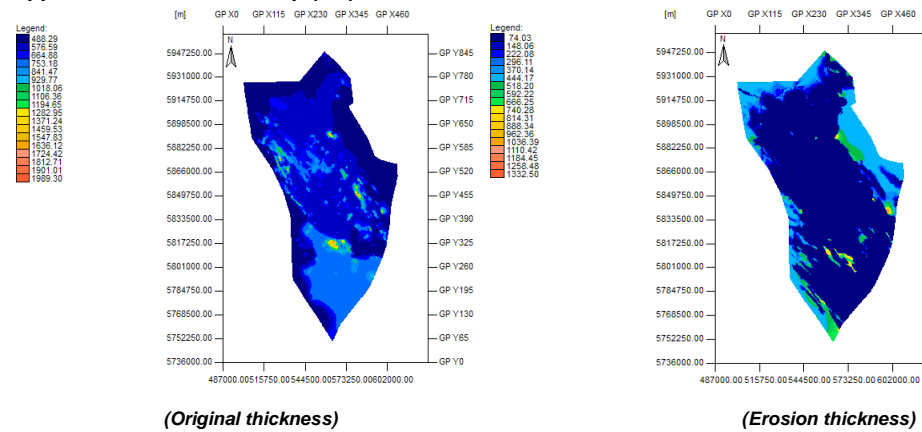 [m] GP X0 GP X115 GP X230 GP X345 GP X460
Legend:
488.29
576.59
664.88
753.18
841.47
929.77
1018.06
1106.36
1194.65
1282.95
1371.24
1459.53
1547.83
1636.12
1724.42
1812.71
1901.01
1989.30
N
5947250.00
5931000.00
5914750.00
5898500.00
5882250.00
5866000.00
5849750.00
5833500.00
5817250.00
5801000.00
5784750.00
5768500.00
5752250.00
5736000.00
GP Y845
GP Y780
GP Y715
GP Y650
GP Y585
GP Y520
GP Y455
GP Y390
GP Y325
GP Y260
GP Y195
GP Y130
GP Y65
GP Y0
487000.00 515750.00 544500.00 573250.00 602000.00
(Original thickness)
[m] GP X0 GP X115 GP X230 GP X345 GP X460
Legend:
74.03
148.06
222.08
296.11
370.14
444.17
518.20
592.22
666.25
740.28
814.31
888.34
962.36
1036.39
1110.42
1184.45
1258.48
1332.50
N
5947250.00
5931000.00
5914750.00
5898500.00
5882250.00
5866000.00
5849750.00
5833500.00
5817250.00
5801000.00
5784750.00
5768500.00
5752250.00
5736000.00
487000.00 515750.00 544500.00 573250.00 602000.00
(Erosion thickness)